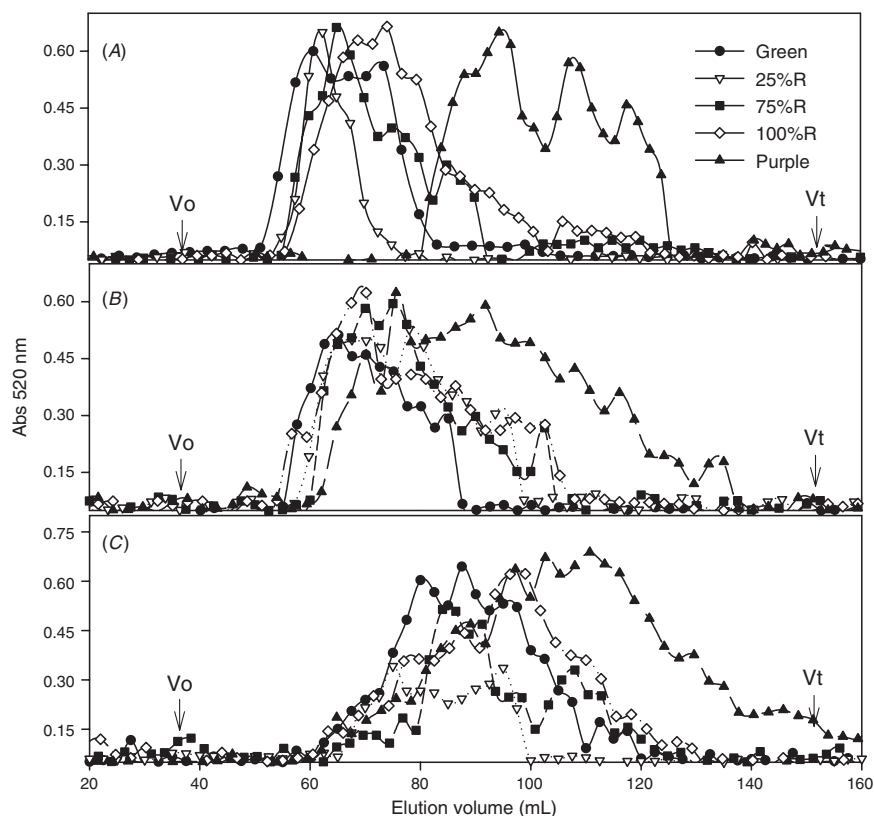 (A)
0.60
0.45
0.30
0.15
Vo
Vt
Green
25%R
75%R
100%R
Purple
(B)
0.60
0.45
0.30
0.15
Vo
Vt
Abs 520 nm
(C)
0.75
0.60
0.45
0.30
0.15
Vo
Vt
20 40 60 80 100 120 140 160
Elution volume (mL)